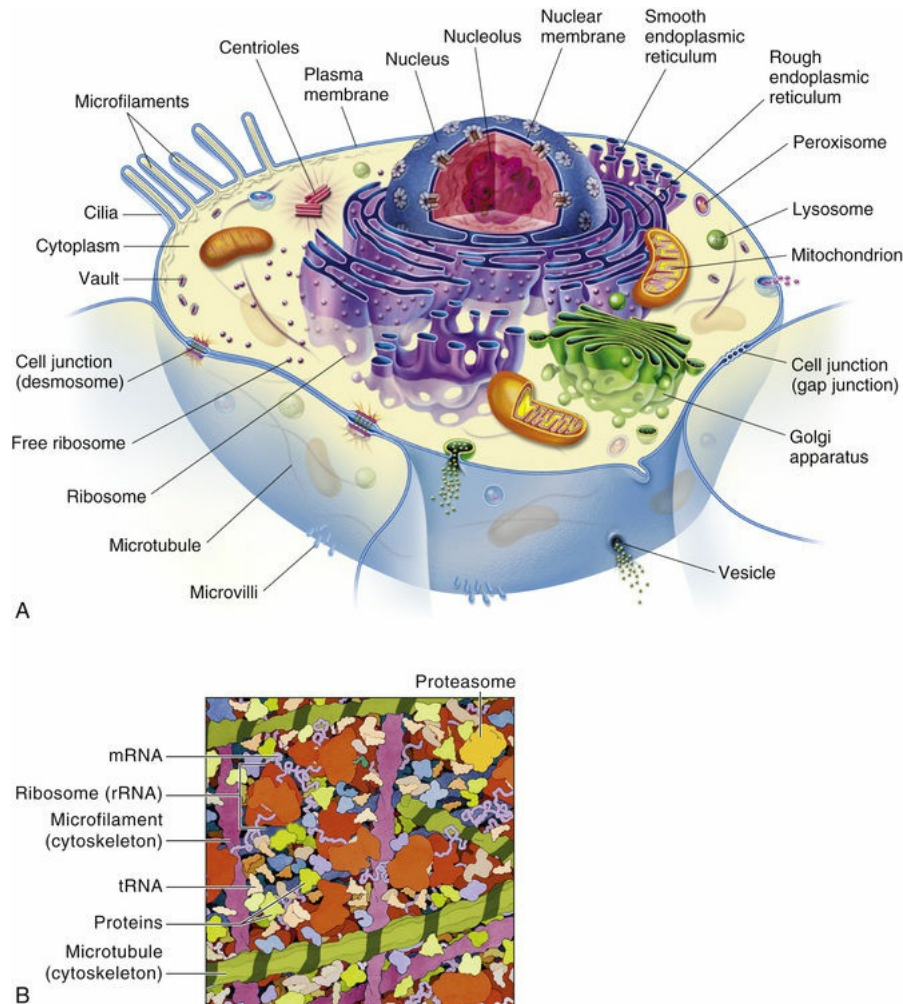 Centrioles
Nucleolus
Nuclear
membrane
Smooth
endoplasmic
reticulum
Nucleus
Rough
endoplasmic
reticulum
Plasma
membrane
Microfilaments
Peroxisome
Cilia
Lysosome
Cytoplasm
Mitochondrion
Vault
Cell junction
(desmosome)
Cell junction
(gap junction)
Free ribosome
Golgi
apparatus
Ribosome
Microtubule
Vesicle
Microvilli
A
Proteasome
mRNA
Ribosome (rRNA)
Microfilament
(cytoskeleton)
tRNA
Proteins
Microtubule
(cytoskeleton)
B